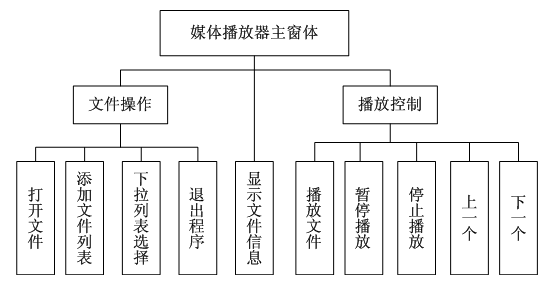 媒体播放器主窗体
文件操作
播放控制
打开文件
添加文件列表
下拉列表选择
退出程序
显示文件信息
播放文件
暂停播放
停止播放
上一个
下一个